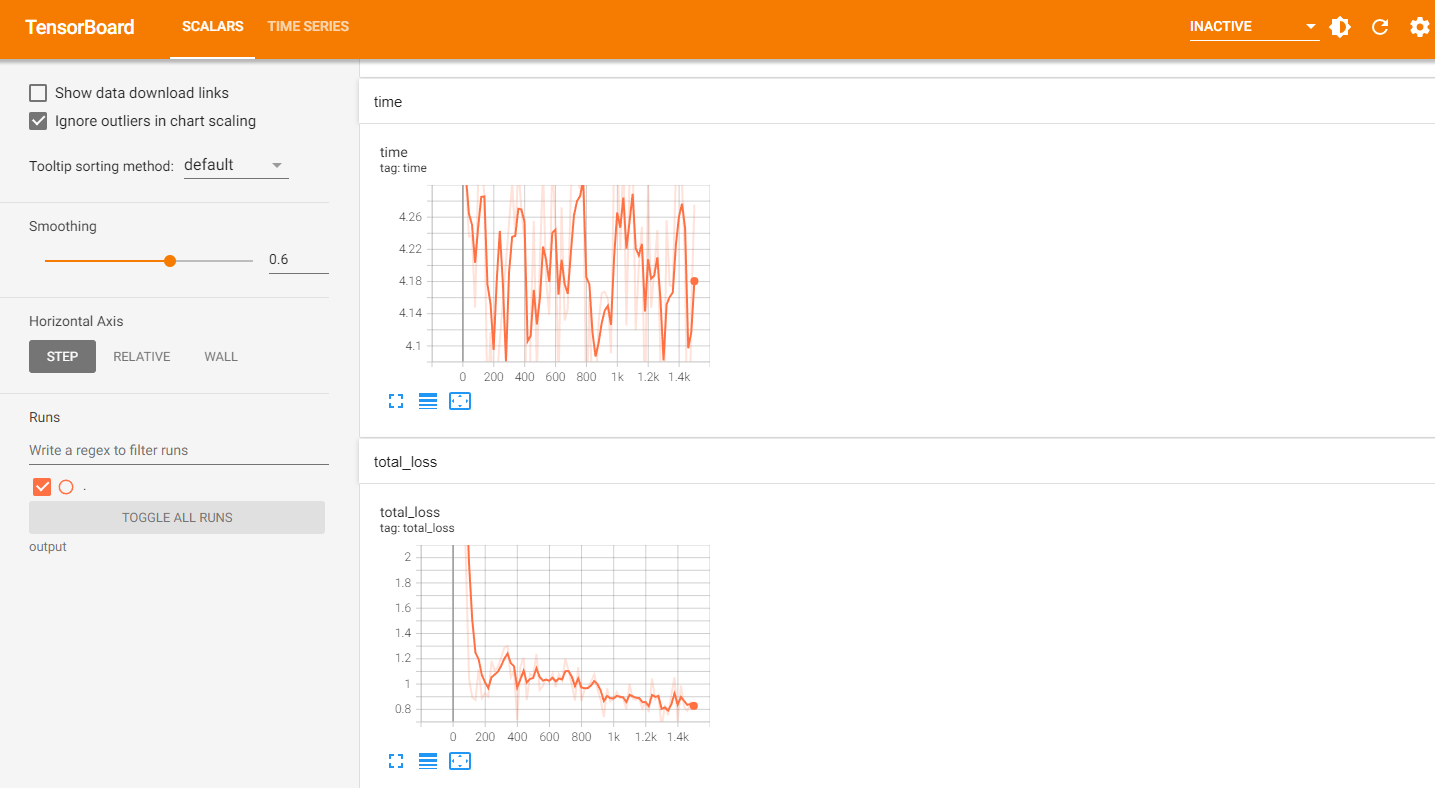 TensorBoard SCALARS TIME SERIES INACTIVE
Show data download links
Ignore outliers in chart scaling
Tooltip sorting method: default
Smoothing
0.6
Horizontal Axis
STEP RELATIVE WALL
Runs
Write a regex to filter runs
.
TOGGLE ALL RUNS
output
time
time
tag: time
4.26
4.22
4.18
4.14
4.1
0 200 400 600 800 1k 1.2k 1.4k
total_loss
total_loss
tag: total_loss
2
1.8
1.6
1.4
1.2
1
0.8
0 200 400 600 800 1k 1.2k 1.4k